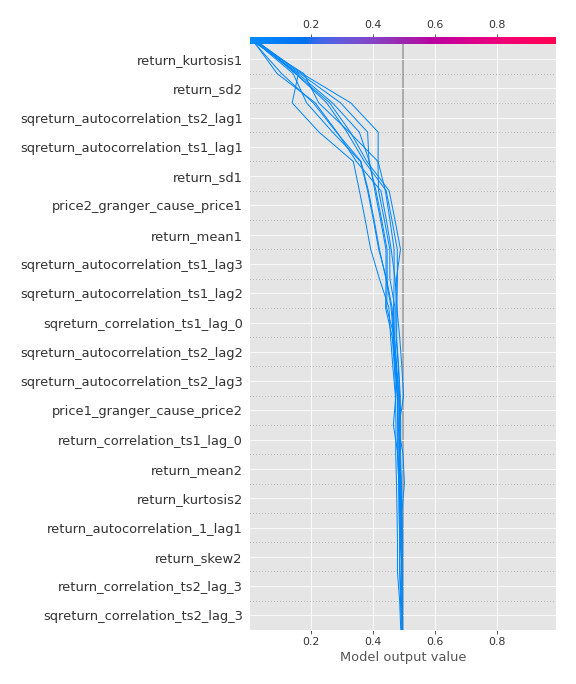 0.2 0.4 0.6 0.8
return_kurtosis1
return_sd2
sqreturn_autocorrelation_ts2_lag1
sqreturn_autocorrelation_ts1_lag1
return_sd1
price2_granger_cause_price1
return_mean1
sqreturn_autocorrelation_ts1_lag3
sqreturn_autocorrelation_ts1_lag2
sqreturn_correlation_ts1_lag_0
sqreturn_autocorrelation_ts2_lag2
sqreturn_autocorrelation_ts2_lag3
price1_granger_cause_price2
return_correlation_ts1_lag_0
return_mean2
return_kurtosis2
return_autocorrelation_1_lag1
return_skew2
return_correlation_ts2_lag_3
sqreturn_correlation_ts2_lag_3
0.2 0.4 0.6 0.8
Model output value